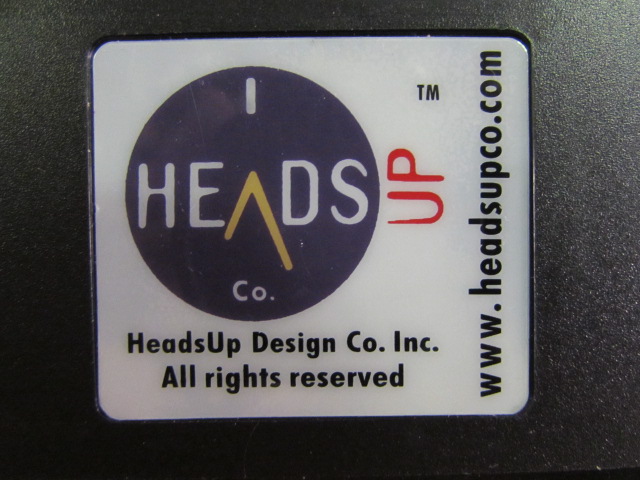 HEADS
UP
TM
Co.
HeadsUp Design Co. Inc.
All rights reserved
www.headsupco.com